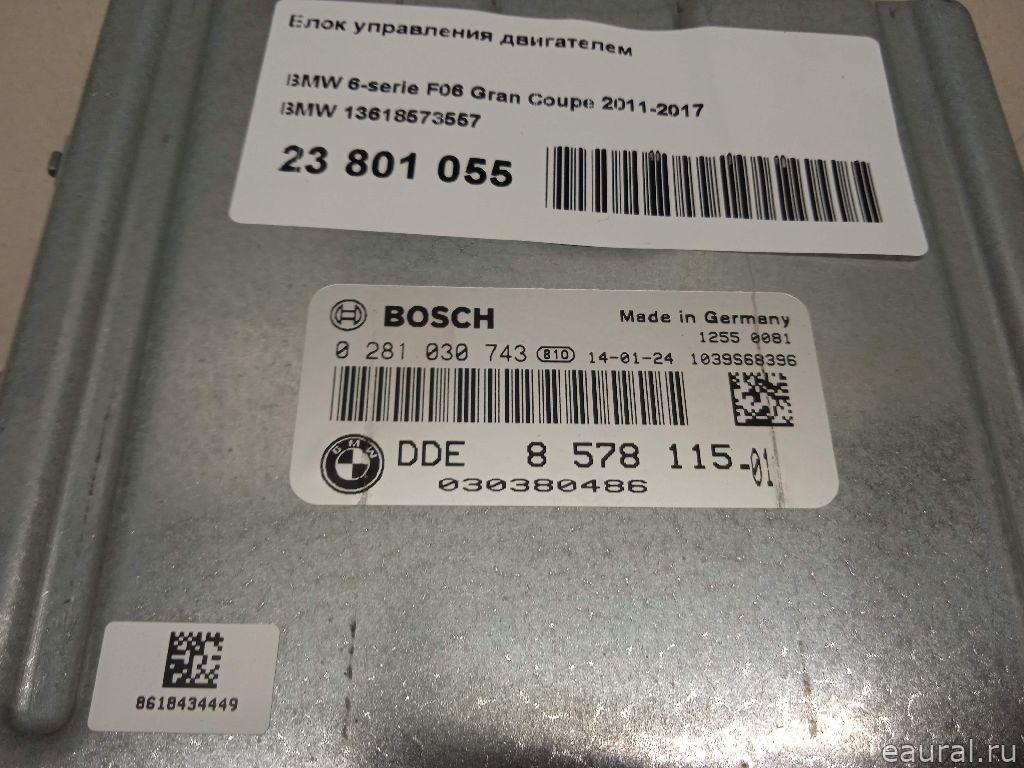 Блок управления двигателем
BMW 6-serie F06 Gran Coupe 2011-2017
BMW 13618573557
23 801 055
BOSCH
Made in Germany
1255 0081
0 281 030 743 810 14-01-24 1039S68396
BMW
DDE 8 578 115-01
030380486
8618434449
eaural.ru